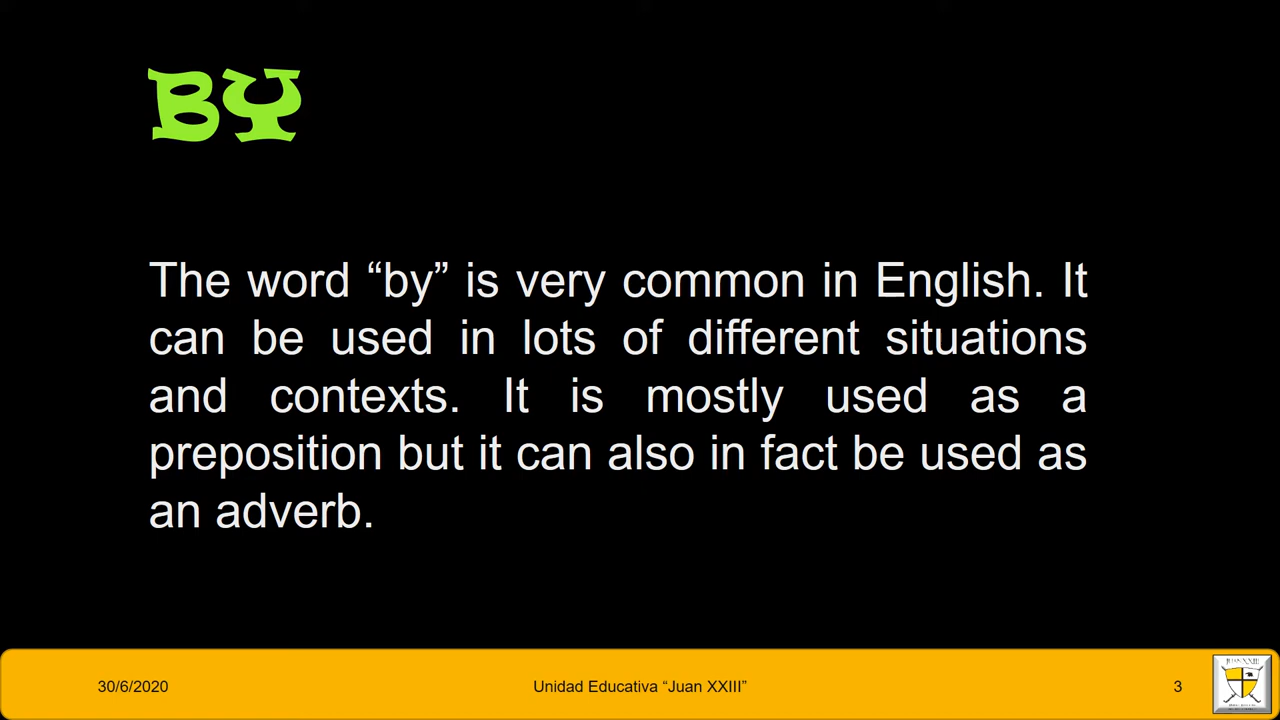 BY
The word “by” is very common in English. It
can be used in lots of different situations
and contexts. It is mostly used as a
preposition but it can also in fact be used as
an adverb.
30/6/2020
Unidad Educativa “Juan XXIII”
3
JUAN XXIII